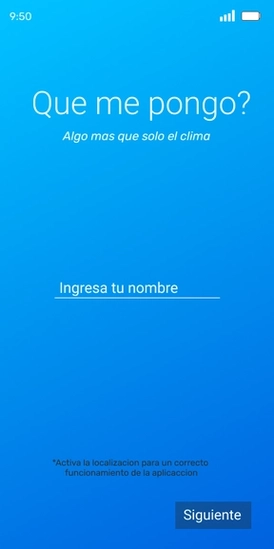 9:50
Que me pongo?
Algo mas que solo el clima
Ingresa tu nombre
*Activa la localizacion para un correcto
funcionamiento de la aplicaccion
Siguiente